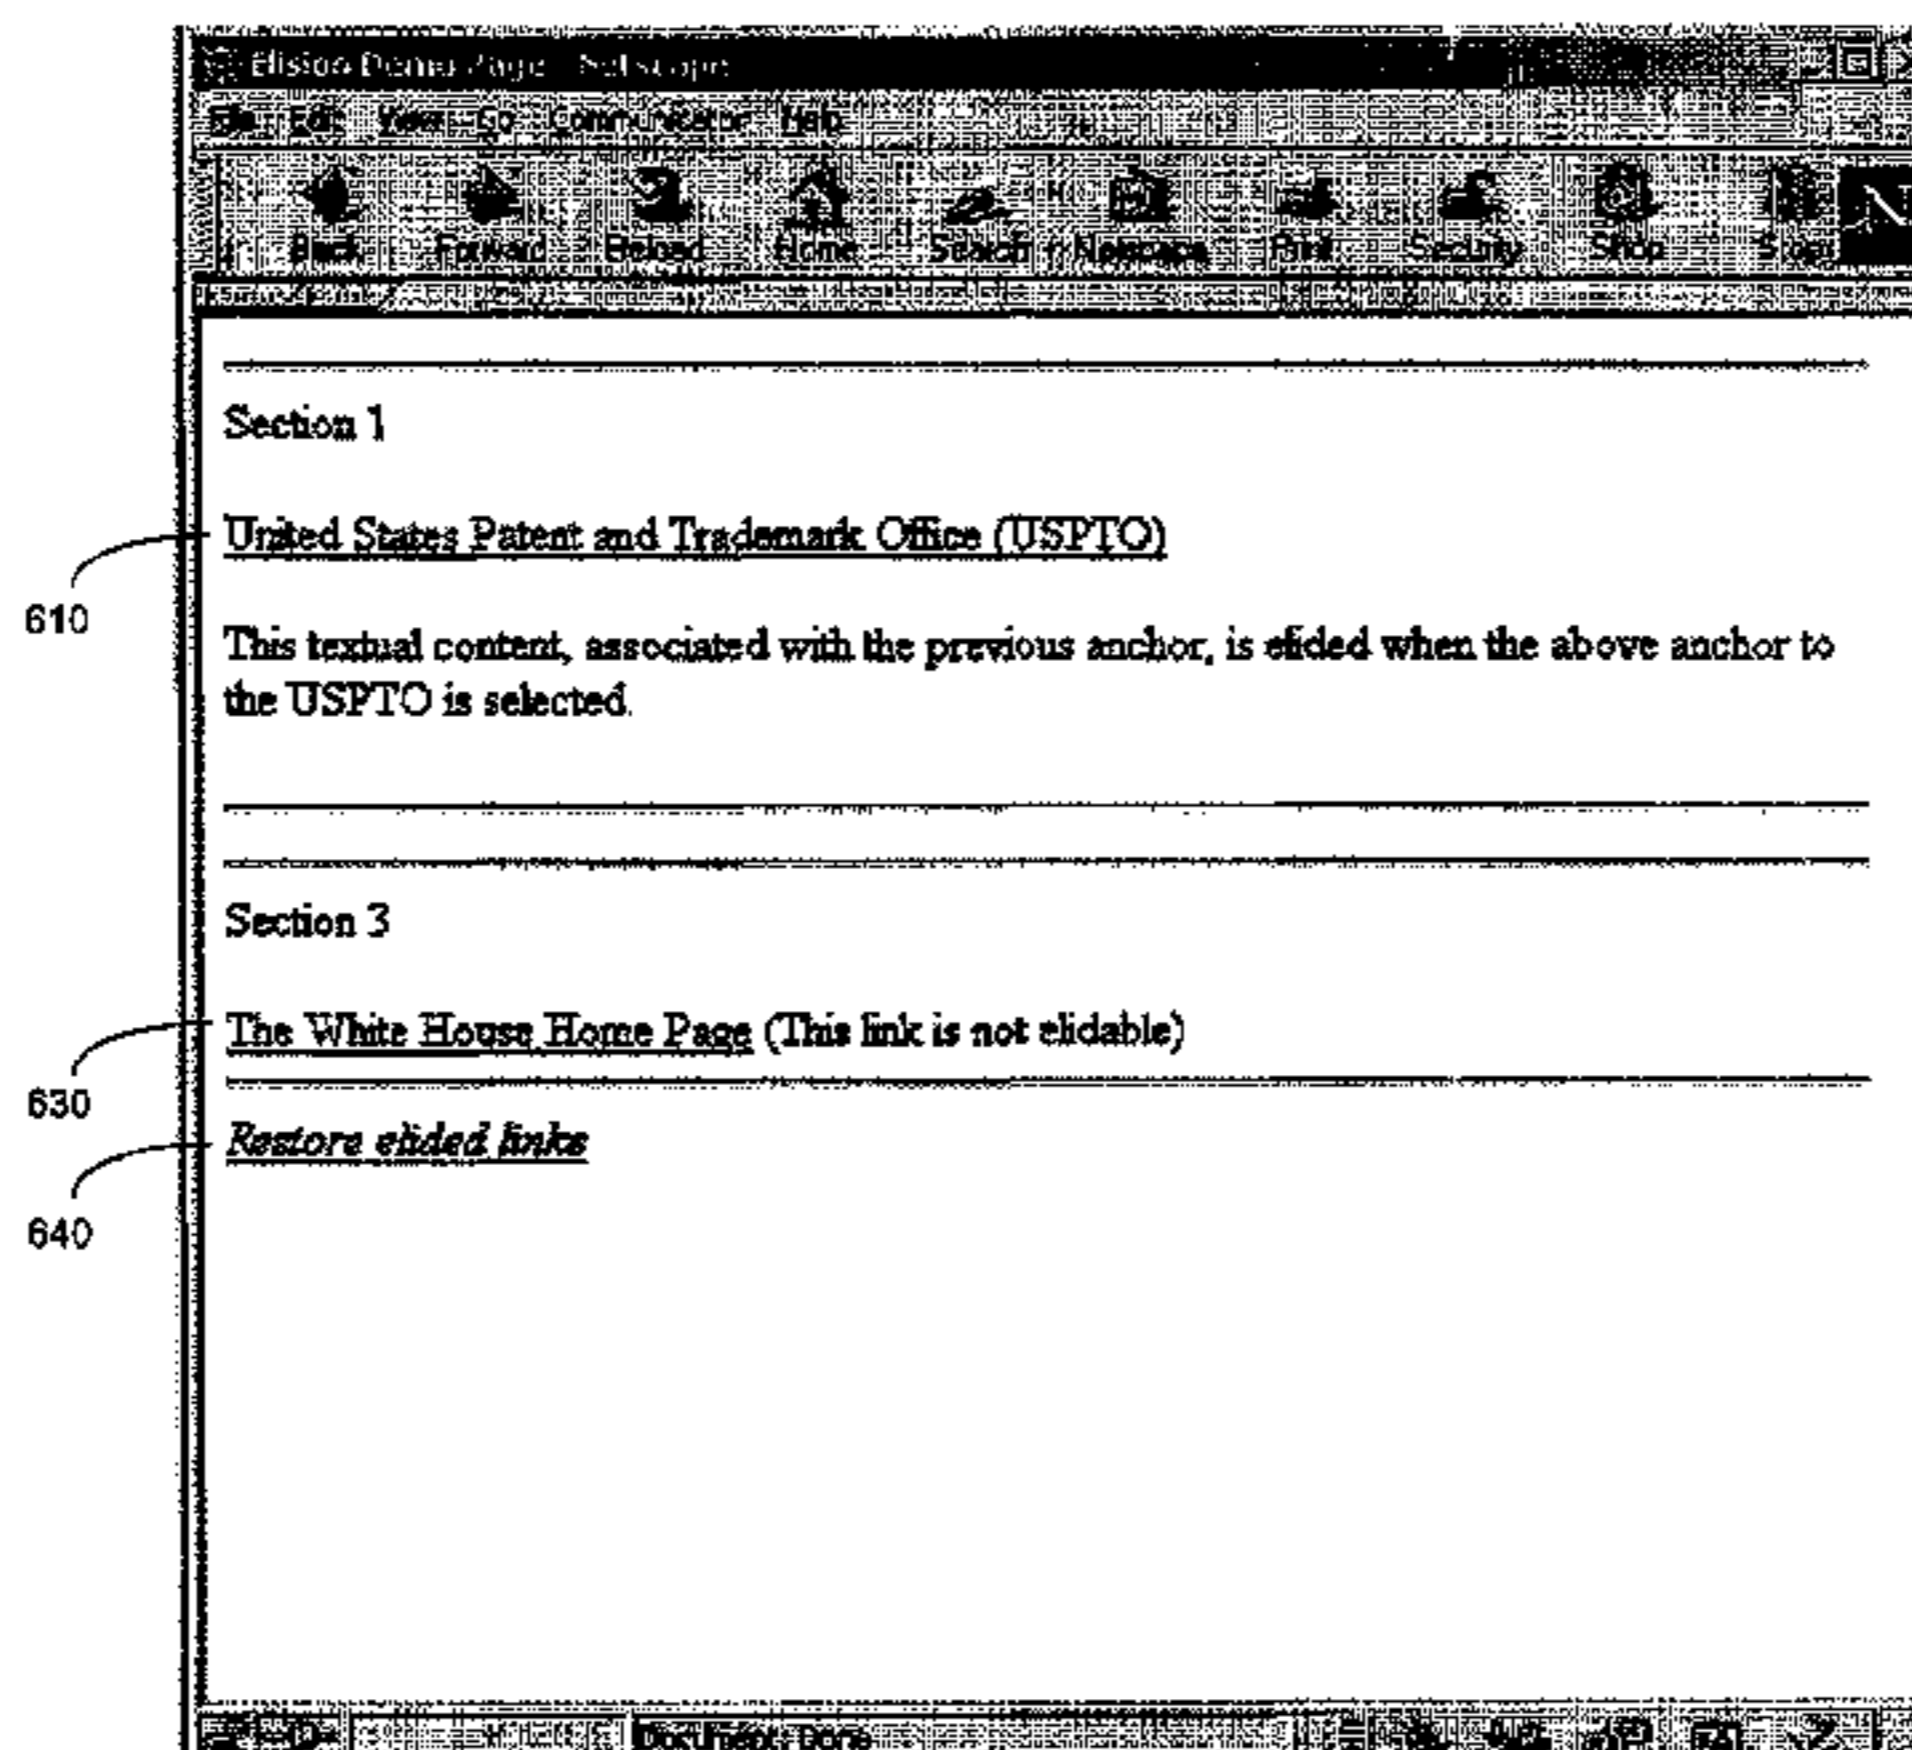 Elision Demo Page - Netscape
File Edit View Go Communicator Help
Back Forward Reload Home Search Netscape Print Security Shop Stop
Section 1
United States Patent and Trademark Office (USPTO)
610
This textual content, associated with the previous anchor, is elided when the above anchor to
the USPTO is selected.
Section 3
The White House Home Page (This link is not elidable)
630
Restore elided links
640
Document: Done